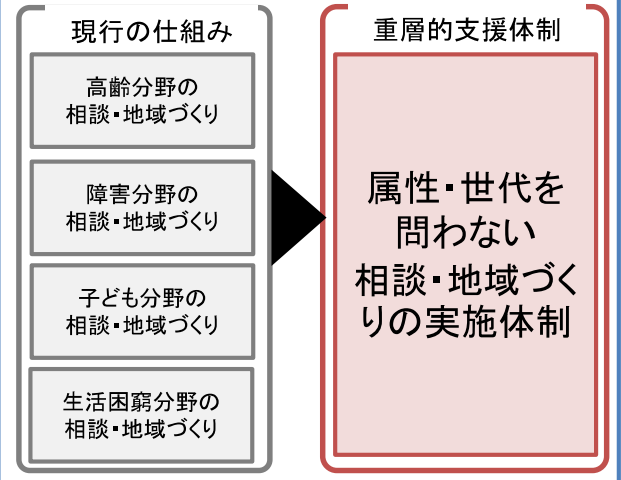 現行の仕組み
高齢分野の
相談・地域づくり
障害分野の
相談・地域づくり
子ども分野の
相談・地域づくり
生活困窮分野の
相談・地域づくり
重層的支援体制
属性・世代を
問わない
相談・地域づく
りの実施体制